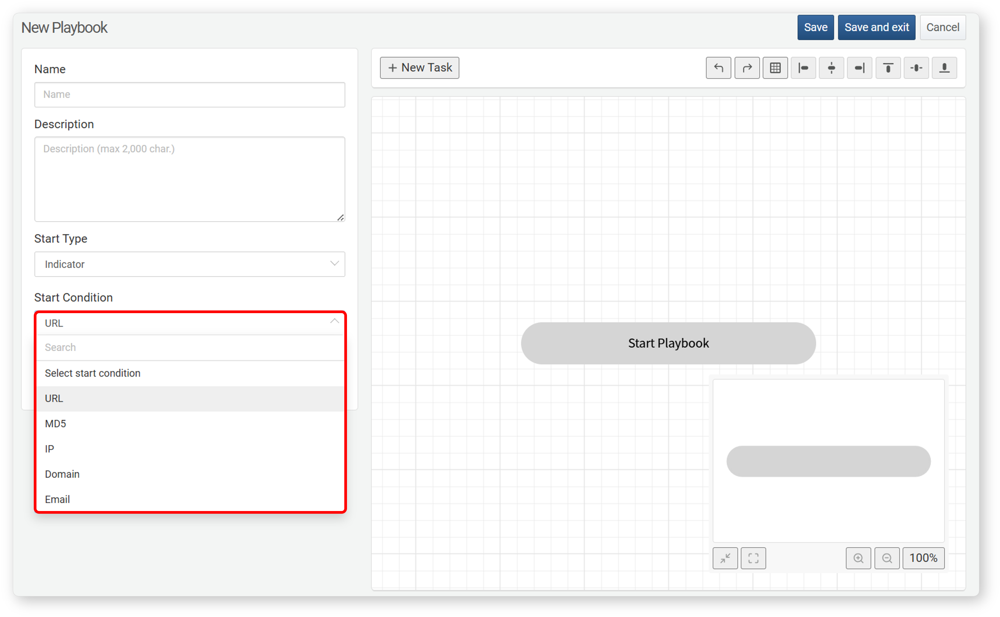 New Playbook
Save
Save and exit
Cancel
Name
Name
Description
Description (max 2,000 char.)
Start Type
Indicator
Start Condition
URL
Search
Select start condition
URL
MD5
IP
Domain
Email
+ New Task
Start Playbook
100%